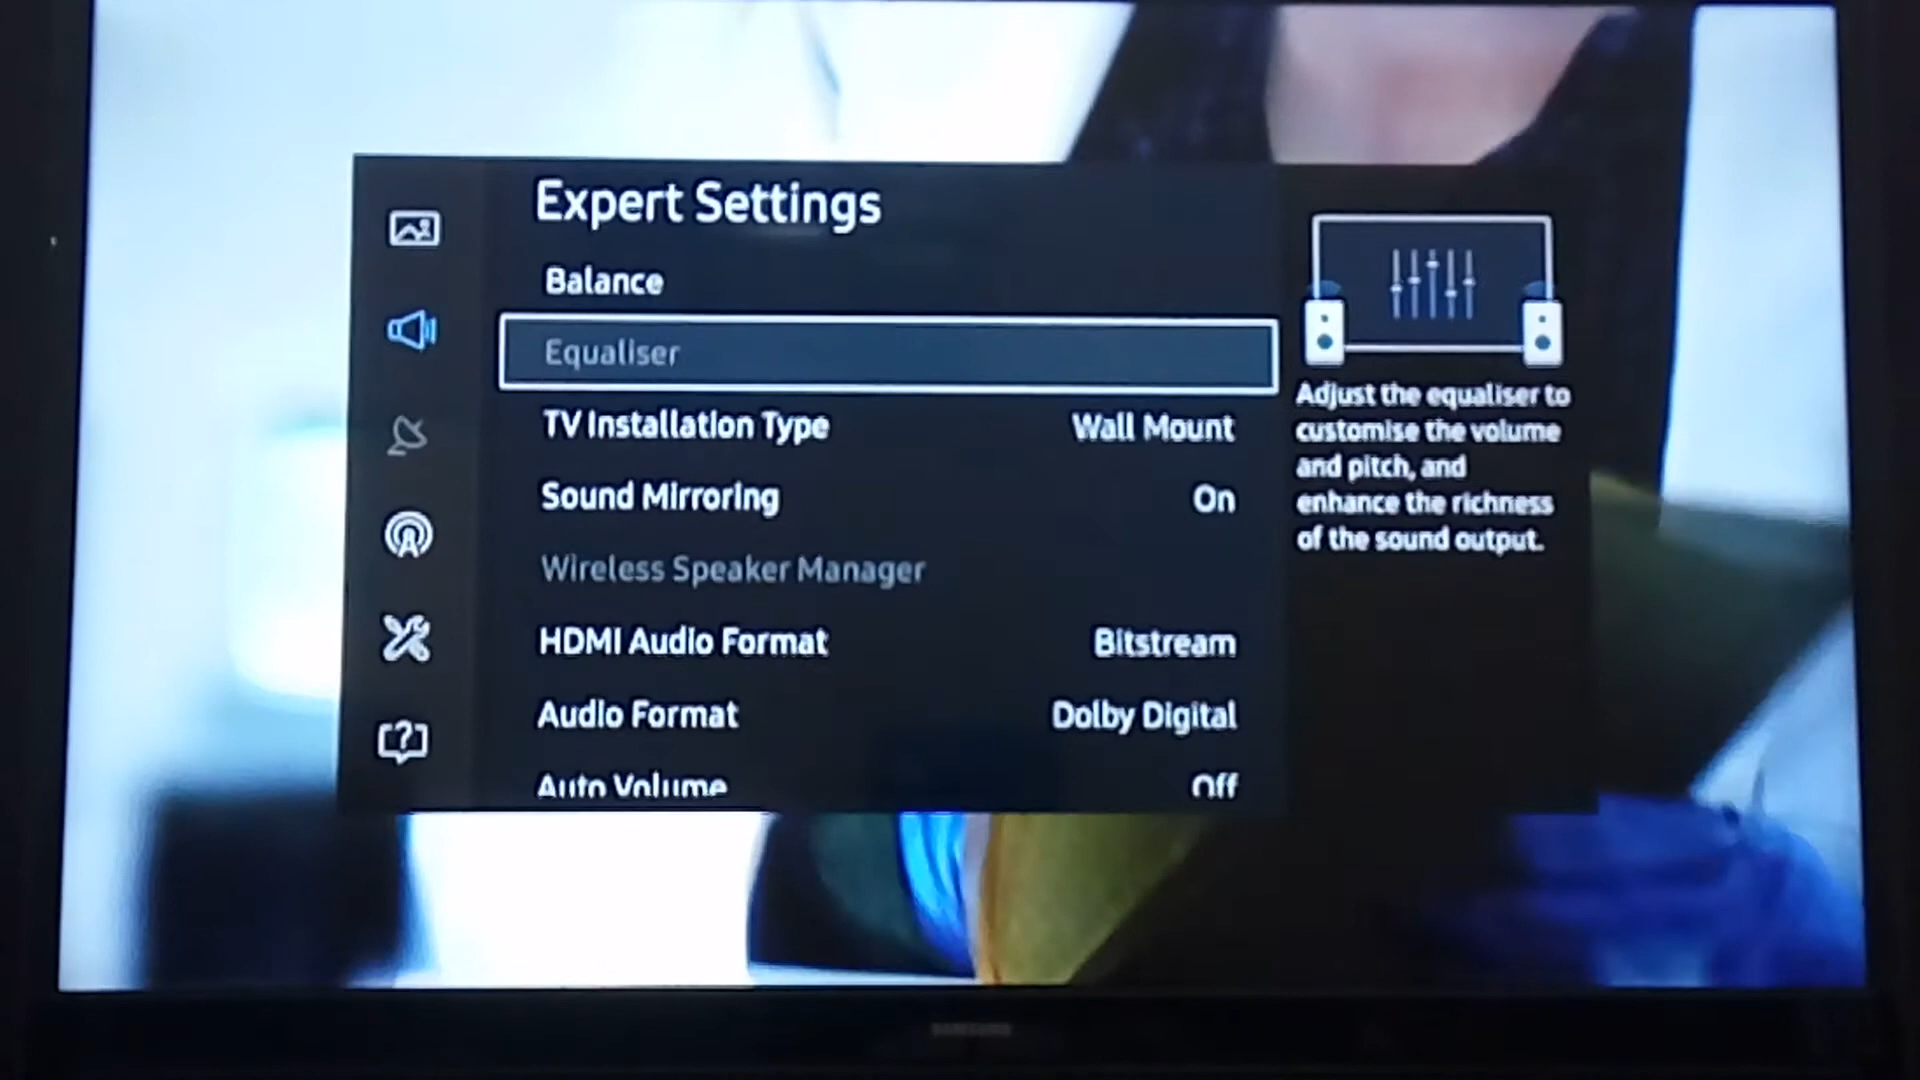 Expert Settings
Balance
Equaliser
TV Installation Type Wall Mount
Sound Mirroring On
Wireless Speaker Manager
HDMI Audio Format Bitstream
Audio Format Dolby Digital
Auto Volume Off
Adjust the equaliser to
customise the volume
and pitch, and
enhance the richness
of the sound output.
SAMSUNG